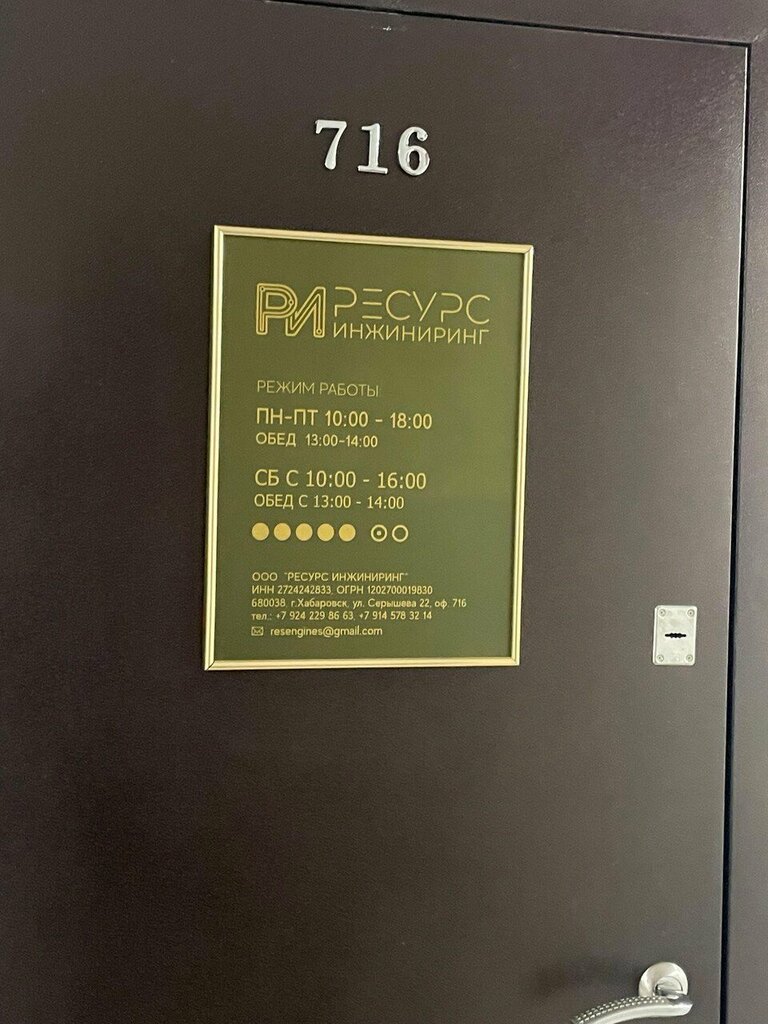 716
РИ РЕСУРС
ИНЖИНИРИНГ
РЕЖИМ РАБОТЫ
ПН-ПТ 10:00 - 18:00
ОБЕД 13:00-14:00
СБ С 10:00 - 16:00
ОБЕД С 13:00 - 14:00
ООО "РЕСУРС ИНЖИНИРИНГ"
ИНН 2724242833, ОГРН 1202700019830
680038, г.Хабаровск, ул. Серышева 22, оф. 716
тел.: +7 924 229 86 63, +7 914 578 32 14
resengines@gmail.com